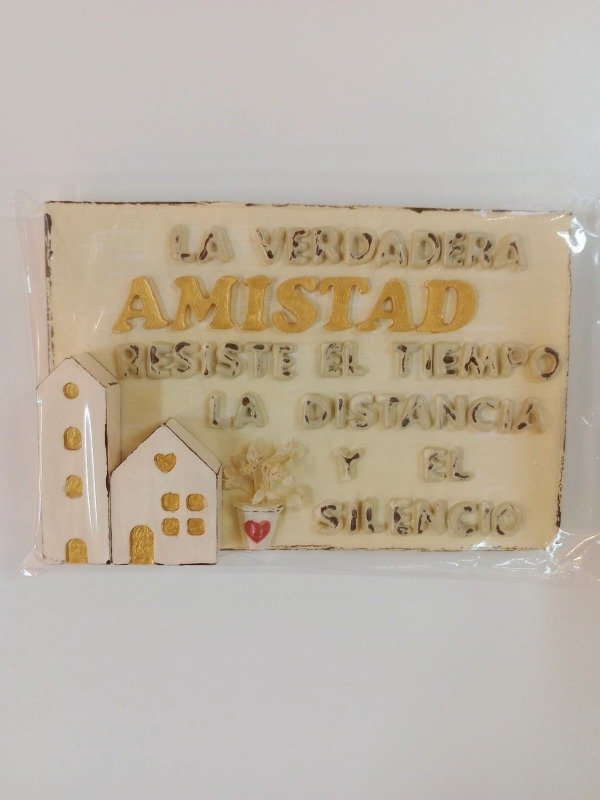 LA VERDADERA
AMISTAD
RESISTE EL TIEMPO
LA DISTANCIA
Y EL
SILENCIO